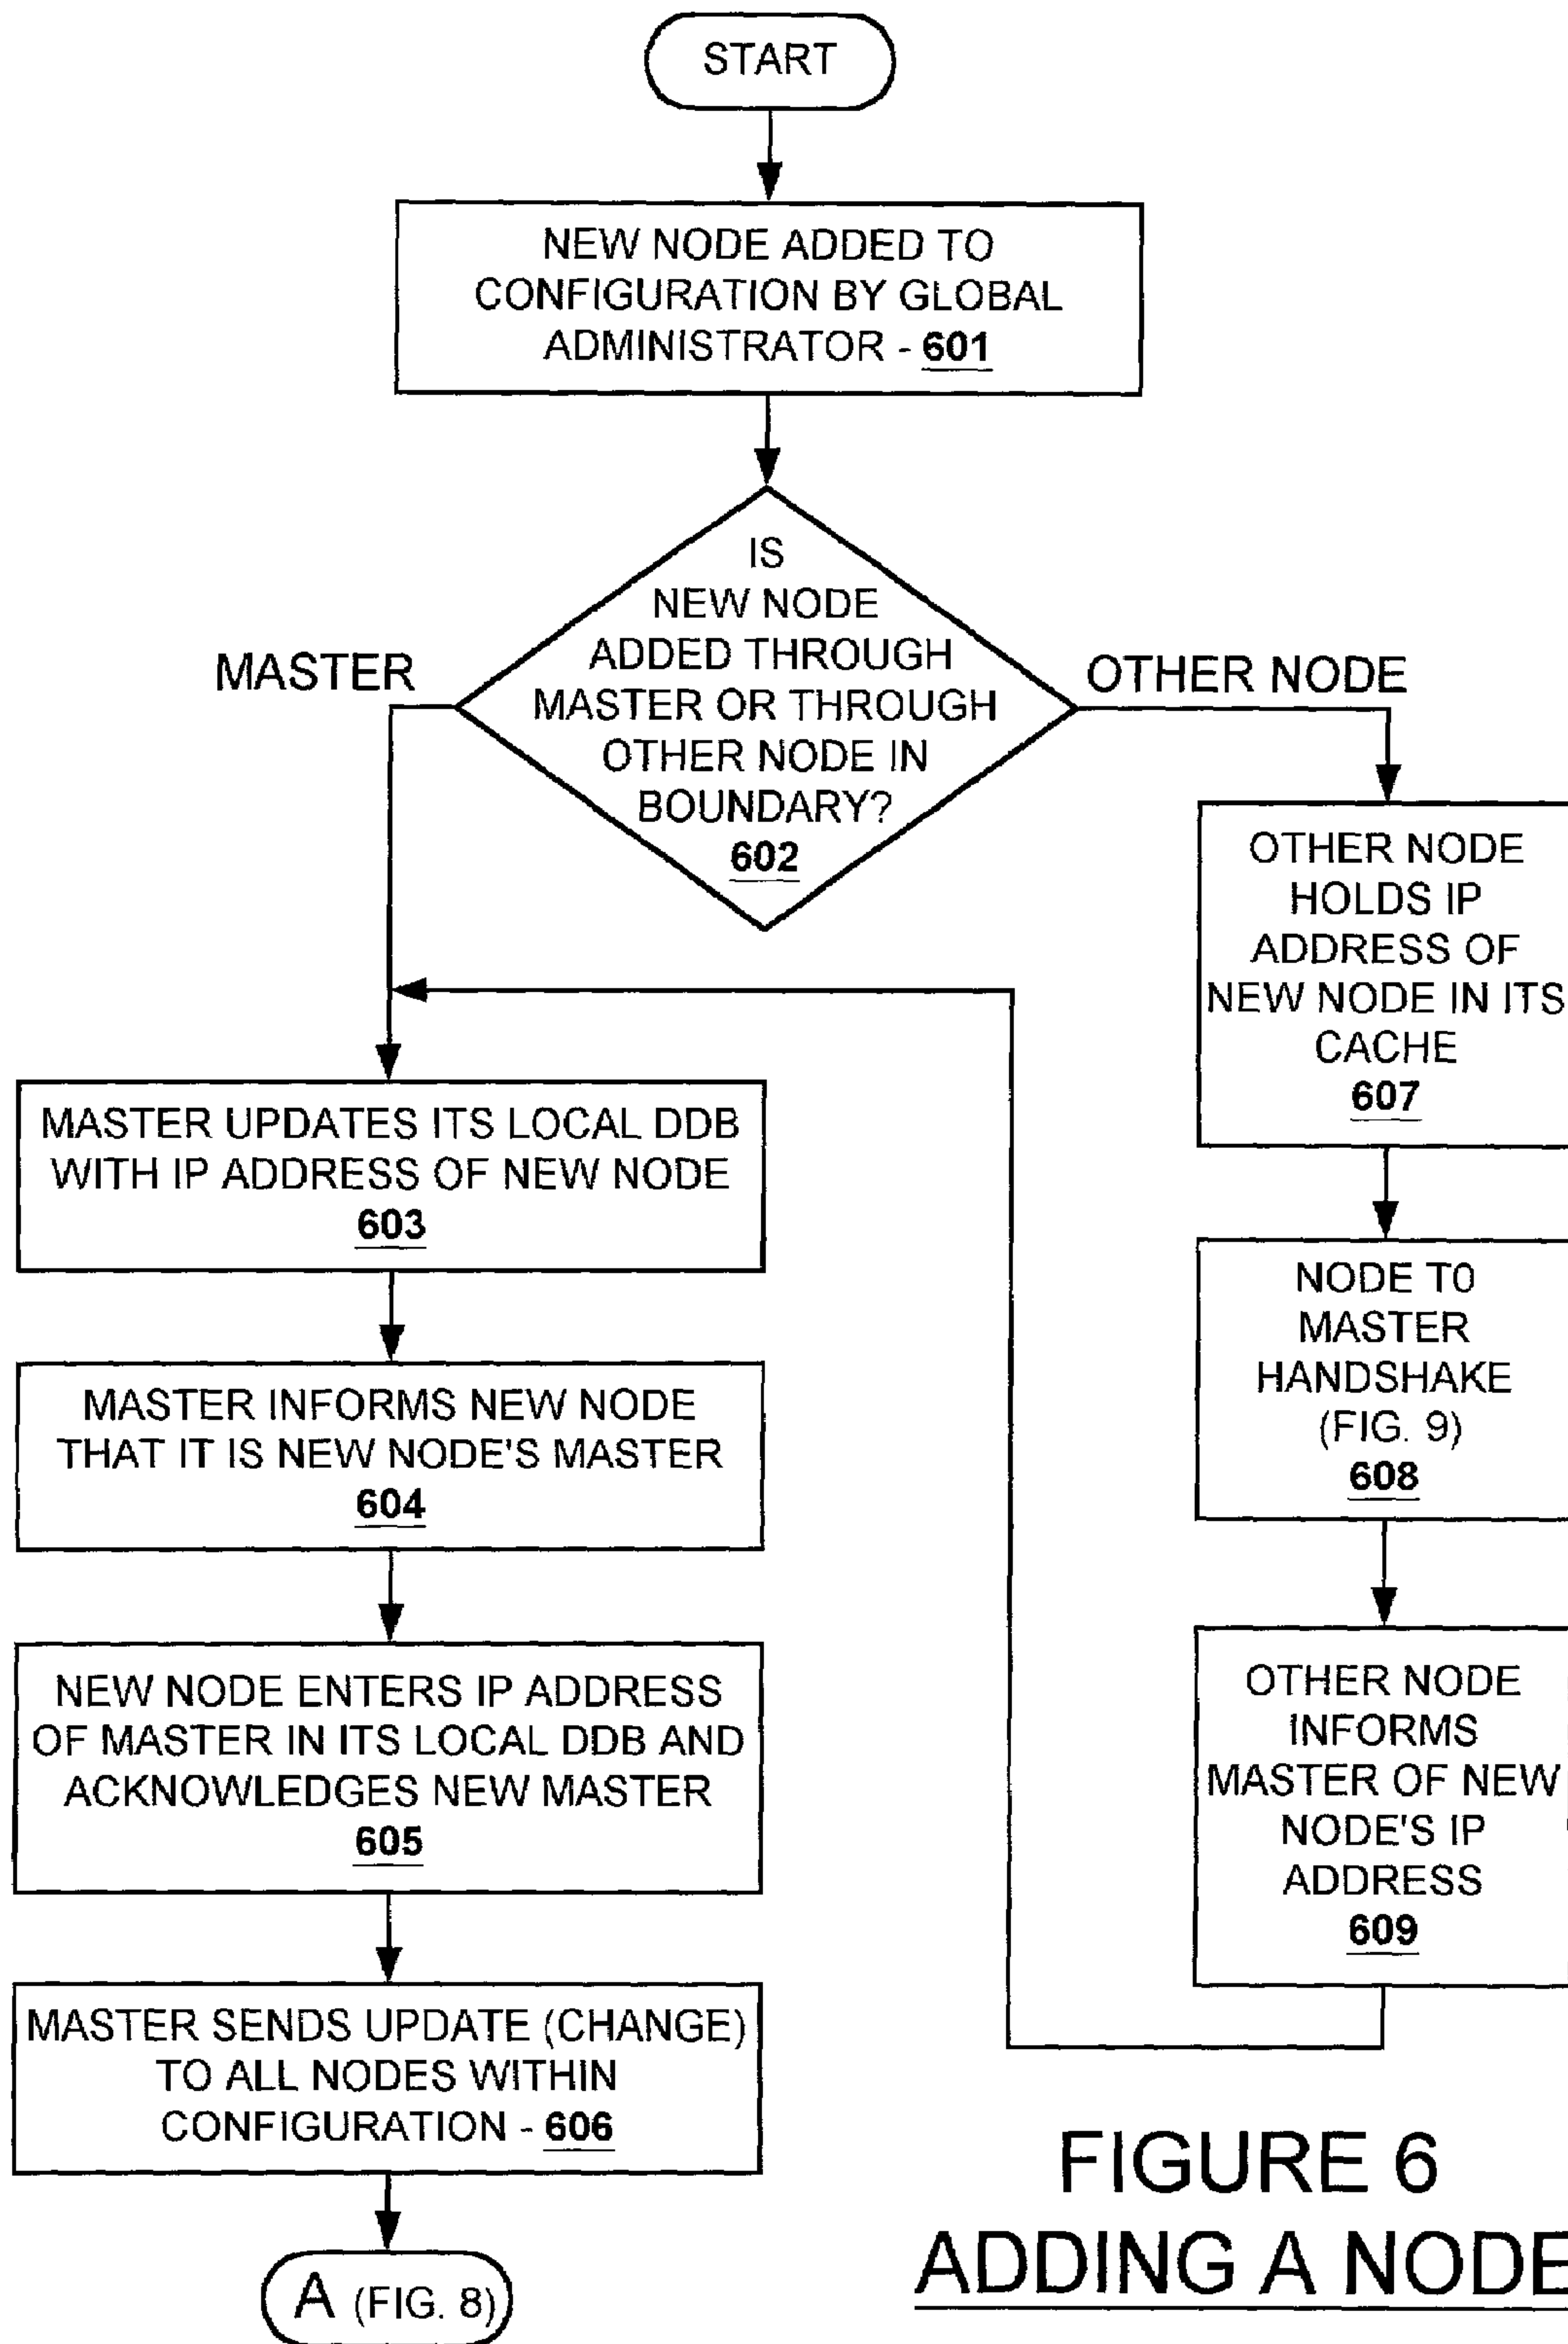 START
NEW NODE ADDED TO
CONFIGURATION BY GLOBAL
ADMINISTRATOR - 601
IS
NEW NODE
ADDED THROUGH
MASTER OR THROUGH
OTHER NODE IN
BOUNDARY?
602
MASTER
OTHER NODE
MASTER UPDATES ITS LOCAL DDB
WITH IP ADDRESS OF NEW NODE
603
MASTER INFORMS NEW NODE
THAT IT IS NEW NODE'S MASTER
604
NEW NODE ENTERS IP ADDRESS
OF MASTER IN ITS LOCAL DDB AND
ACKNOWLEDGES NEW MASTER
605
MASTER SENDS UPDATE (CHANGE)
TO ALL NODES WITHIN
CONFIGURATION - 606
A (FIG. 8)
OTHER NODE
HOLDS IP
ADDRESS OF
NEW NODE IN ITS
CACHE
607
NODE T0
MASTER
HANDSHAKE
(FIG. 9)
608
OTHER NODE
INFORMS
MASTER OF NEW
NODE'S IP
ADDRESS
609
FIGURE 6
ADDING A NODE